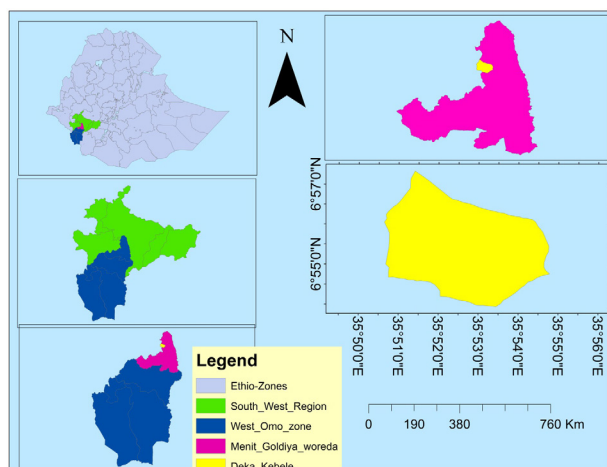 N
6°57'0"N
6°55'0"N
35°50'0"E
35°51'0"E
35°52'0"E
35°53'0"E
35°54'0"E
35°55'0"E
35°56'0"E
Legend
Ethio-Zones
South_West_Region
West_Omo_zone
Menit_Goldiya_woreda
Deka_Kebele
0 190 380 760 Km